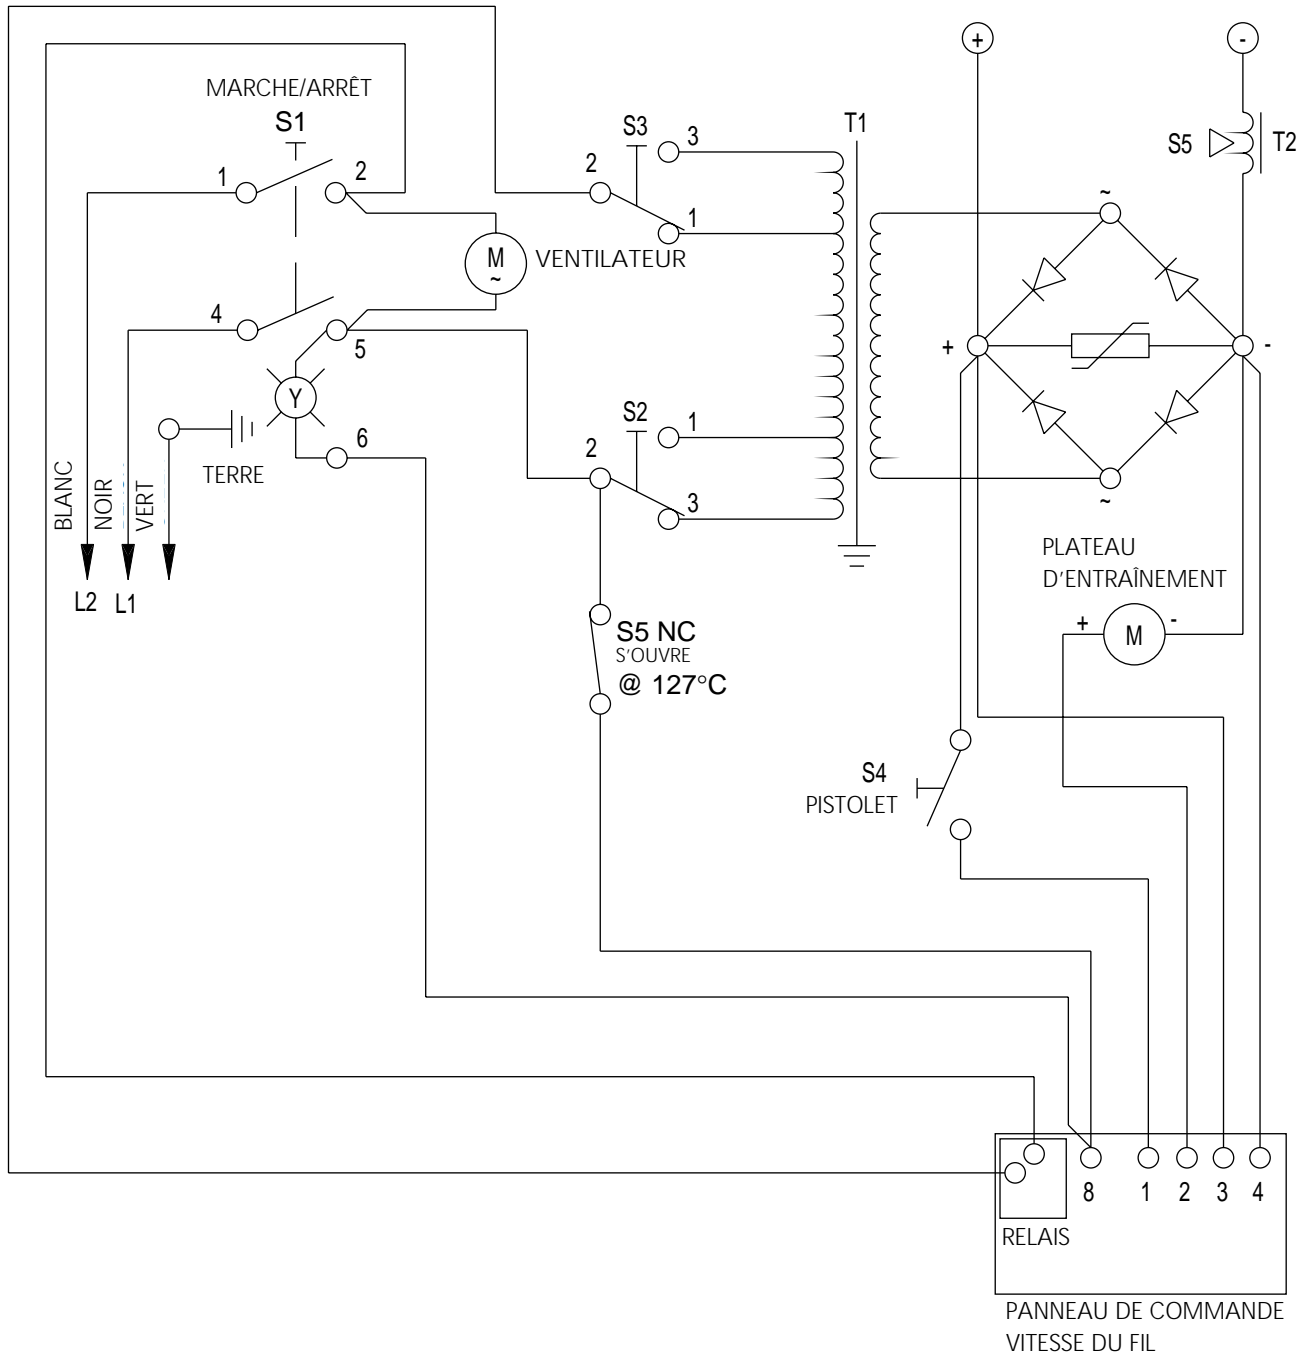 +
-
MARCHE/ARRÊT
S1
1
2
S3
3
2
1
T1
S5
T2
~
M
~
VENTILATEUR
4
5
+
-
Y
6
S2
1
2
3
TERRE
BLANC
NOIR
VERT
~
L2
L1
PLATEAU
D'ENTRAÎNEMENT
+
M
-
S5 NC
S'OUVRE
@ 127°C
S4
PISTOLET
8
1
2
3
4
RELAIS
PANNEAU DE COMMANDE
VITESSE DU FIL